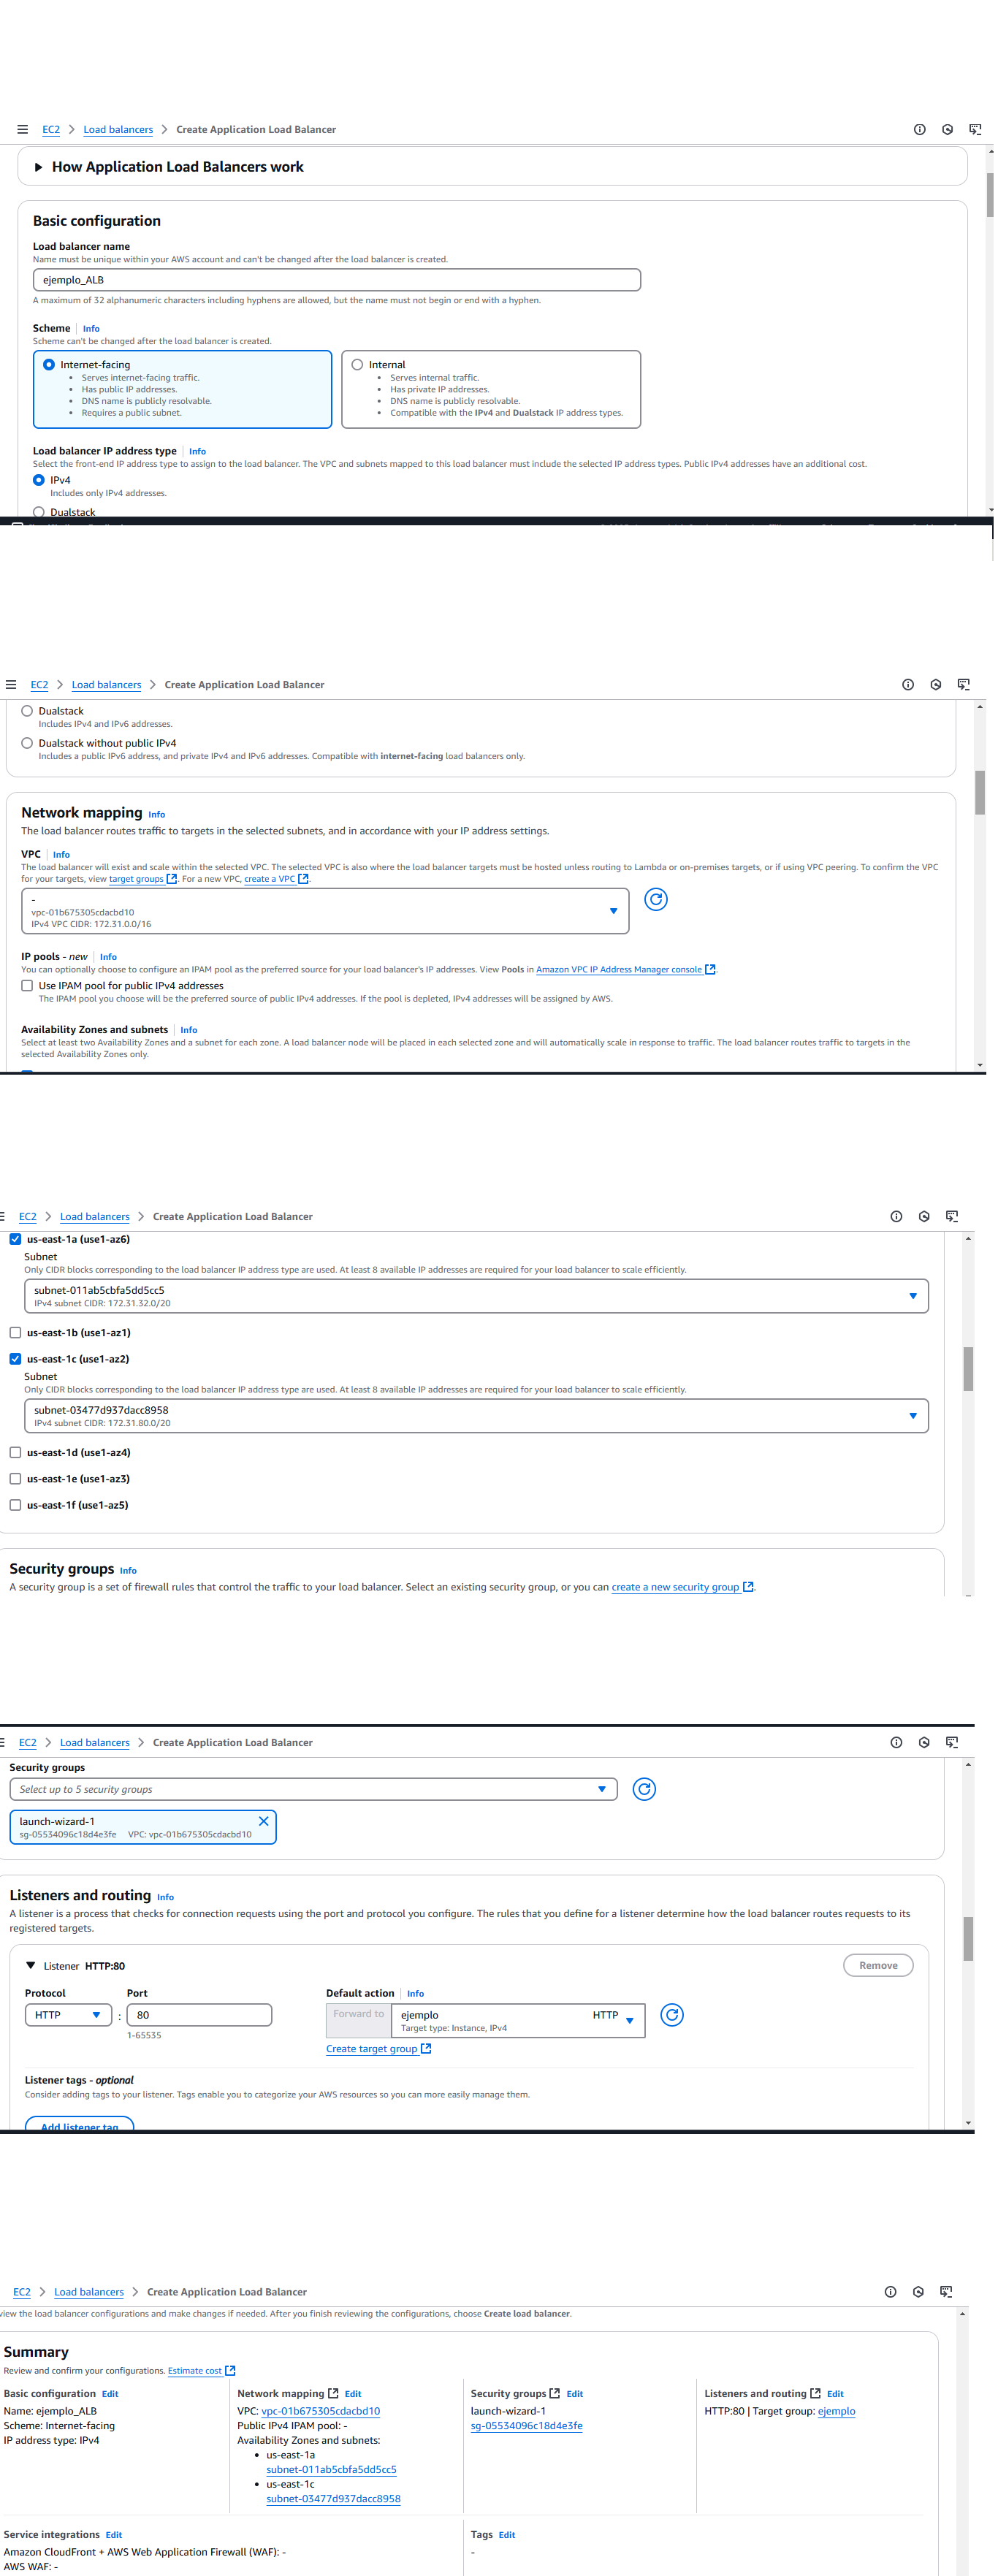 EC2 > Load balancers > Create Application Load Balancer
How Application Load Balancers work
Basic configuration
Load balancer name
Name must be unique within your AWS account and can't be changed after the load balancer is created.
ejemplo_ALB
A maximum of 32 alphanumeric characters including hyphens are allowed, but the name must not begin or end with a hyphen.
Scheme | Info
Scheme can't be changed after the load balancer is created.
Internet-facing
• Serves internet-facing traffic.
• Has public IP addresses.
• DNS name is publicly resolvable.
• Requires a public subnet.
Internal
• Serves internal traffic.
• Has private IP addresses.
• DNS name is publicly resolvable.
• Compatible with the IPv4 and Dualstack IP address types.
Load balancer IP address type | Info
Select the front-end IP address type to assign to the load balancer. The VPC and subnets mapped to this load balancer must include the selected IP address types. Public IPv4 addresses have an additional cost.
IPv4
Includes only IPv4 addresses.
Dualstack
EC2 > Load balancers > Create Application Load Balancer
Dualstack
Includes IPv4 and IPv6 addresses.
Dualstack without public IPv4
Includes a public IPv6 address, and private IPv4 and IPv6 addresses. Compatible with internet-facing load balancers only.
Network mapping Info
The load balancer routes traffic to targets in the selected subnets, and in accordance with your IP address settings.
VPC | Info
The load balancer will exist and scale within the selected VPC. The selected VPC is also where the load balancer targets must be hosted unless routing to Lambda or on-premises targets, or if using VPC peering. To confirm the VPC
for your targets, view target groups. For a new VPC, create a VPC.
-
vpc-01b675305cdacbd10
IPv4 VPC CIDR: 172.31.0.0/16
IP pools - new | Info
You can optionally choose to configure an IPAM pool as the preferred source for your load balancer's IP addresses. View Pools in Amazon VPC IP Address Manager console.
Use IPAM pool for public IPv4 addresses
The IPAM pool you choose will be the preferred source of public IPv4 addresses. If the pool is depleted, IPv4 addresses will be assigned by AWS.
Availability Zones and subnets | Info
Select at least two Availability Zones and a subnet for each zone. A load balancer node will be placed in each selected zone and will automatically scale in response to traffic. The load balancer routes traffic to targets in the
selected Availability Zones only.
EC2 > Load balancers > Create Application Load Balancer
us-east-1a (use1-az6)
Subnet
Only CIDR blocks corresponding to the load balancer IP address type are used. At least 8 available IP addresses are required for your load balancer to scale efficiently.
subnet-011ab5cbfa5dd5cc5
IPv4 subnet CIDR: 172.31.32.0/20
us-east-1b (use1-az1)
us-east-1c (use1-az2)
Subnet
Only CIDR blocks corresponding to the load balancer IP address type are used. At least 8 available IP addresses are required for your load balancer to scale efficiently.
subnet-03477d937dacc8958
IPv4 subnet CIDR: 172.31.80.0/20
us-east-1d (use1-az4)
us-east-1e (use1-az3)
us-east-1f (use1-az5)
Security groups Info
A security group is a set of firewall rules that control the traffic to your load balancer. Select an existing security group, or you can create a new security group.
EC2 > Load balancers > Create Application Load Balancer
Security groups
Select up to 5 security groups
launch-wizard-1
sg-05534096c18d4e3fe VPC: vpc-01b675305cdacbd10
Listeners and routing Info
A listener is a process that checks for connection requests using the port and protocol you configure. The rules that you define for a listener determine how the load balancer routes requests to its
registered targets.
Listener HTTP:80
Remove
Protocol
Port
Default action | Info
HTTP
:
80
1-65535
Forward to
ejemplo
HTTP
Target type: Instance, IPv4
Create target group
Listener tags - optional
Consider adding tags to your listener. Tags enable you to categorize your AWS resources so you can more easily manage them.
Add listener tag
EC2 > Load balancers > Create Application Load Balancer
view the load balancer configurations and make changes if needed. After you finish reviewing the configurations, choose Create load balancer.
Summary
Review and confirm your configurations. Estimate cost
Basic configuration Edit
Name: ejemplo_ALB
Scheme: Internet-facing
IP address type: IPv4
Network mapping Edit
VPC: vpc-01b675305cdacbd10
Public IPv4 IPAM pool: -
Availability Zones and subnets:
• us-east-1a
subnet-011ab5cbfa5dd5cc5
• us-east-1c
subnet-03477d937dacc8958
Security groups Edit
launch-wizard-1
sg-05534096c18d4e3fe
Listeners and routing Edit
HTTP:80 | Target group: ejemplo
Service integrations Edit
Amazon CloudFront + AWS Web Application Firewall (WAF): -
AWS WAF: -
Tags Edit
-